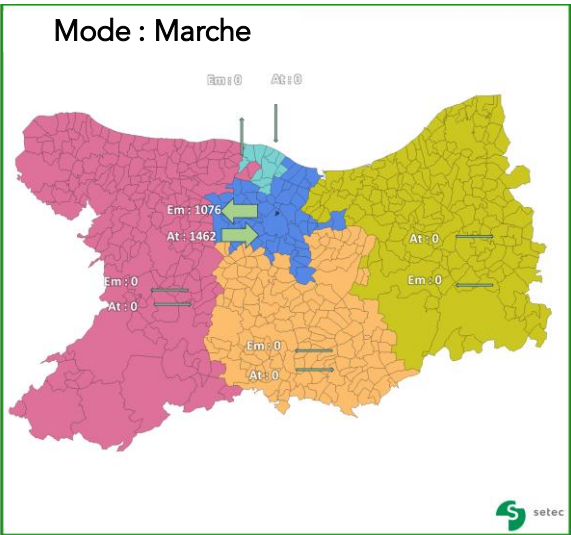 Mode : Marche
Em : 0 At : 0
Em : 1076
At : 1462
At : 0
Em : 0
Em : 0
At : 0
Em : 0
At : 0
setec